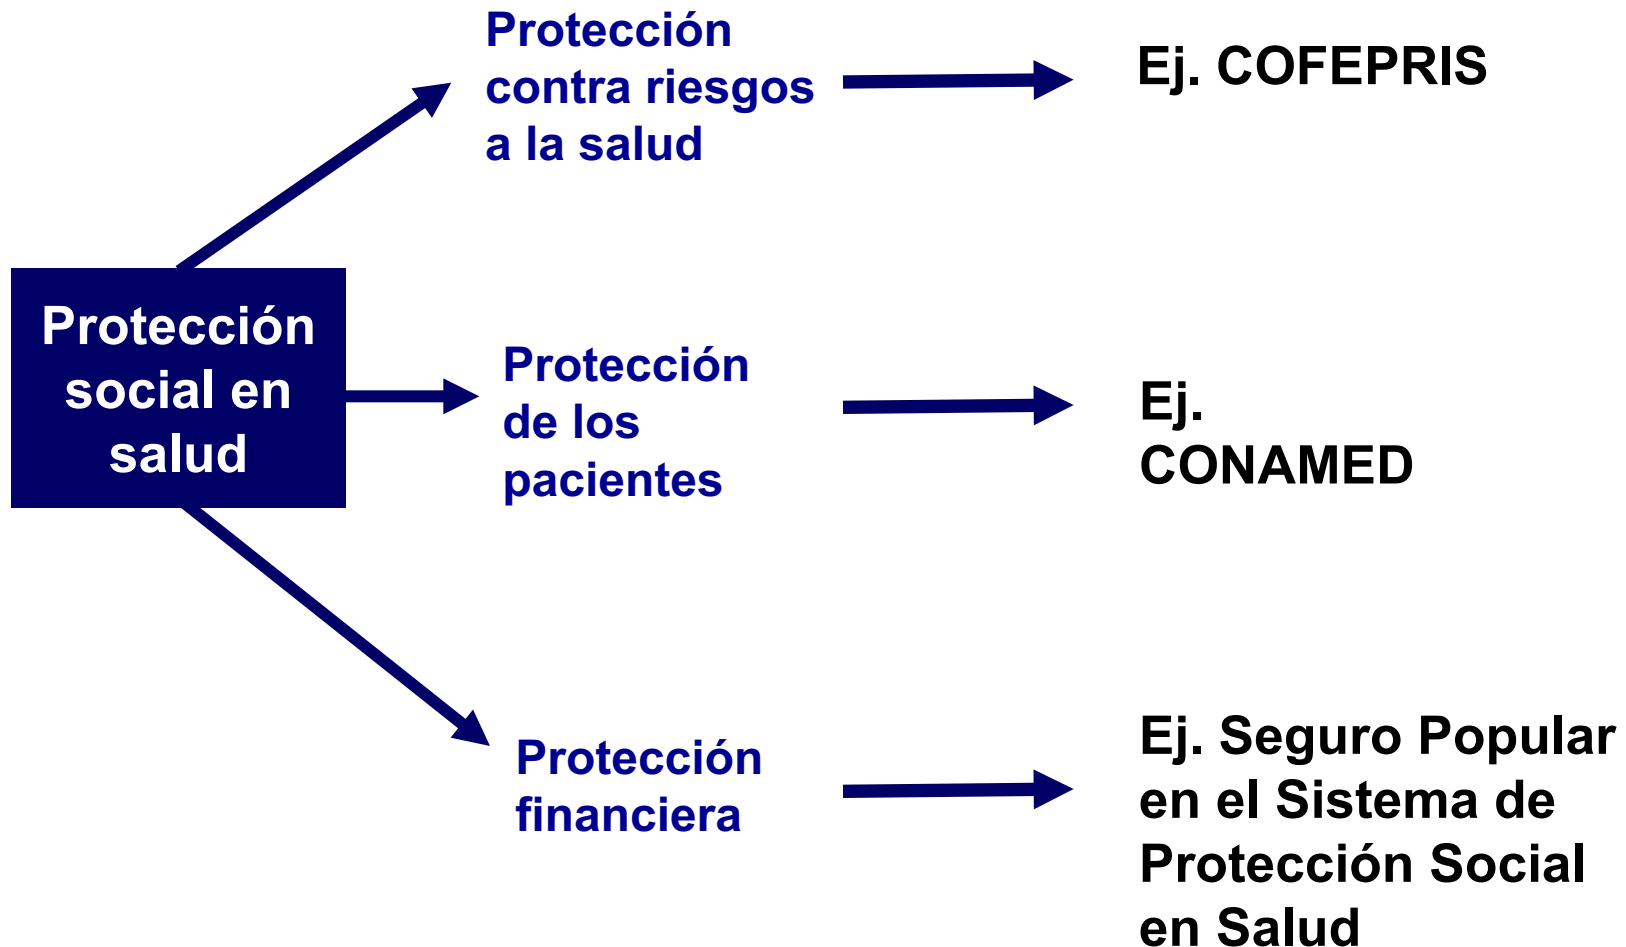 Protección
contra riesgos
a la salud
Ej. COFEPRIS
Protección
social en
salud
Protección
de los
pacientes
Ej.
CONAMED
Protección
financiera
Ej. Seguro Popular
en el Sistema de
Protección Social
en Salud